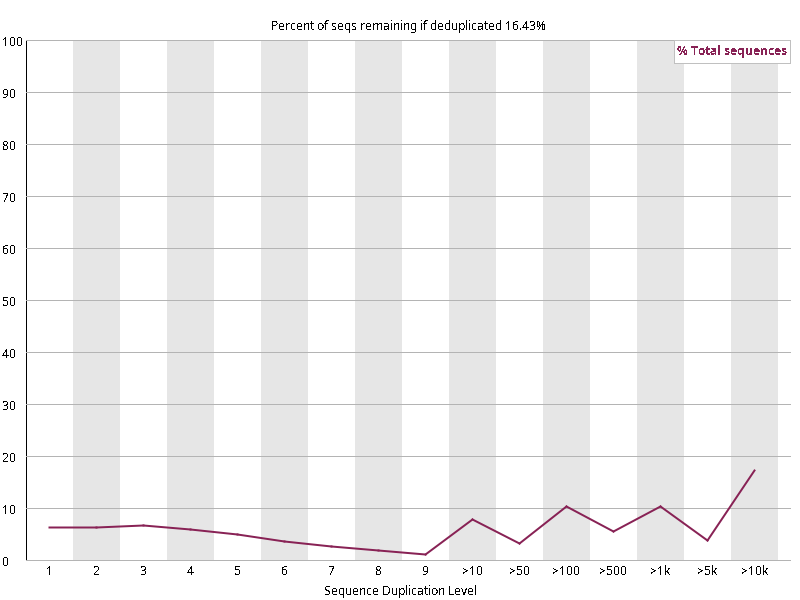 Percent of seqs remaining if deduplicated 16.43%
% Total sequences
100
90
80
70
60
50
40
30
20
10
0
1 2 3 4 5 6 7 8 9 >10 >50 >100 >500 >1k >5k >10k
Sequence Duplication Level